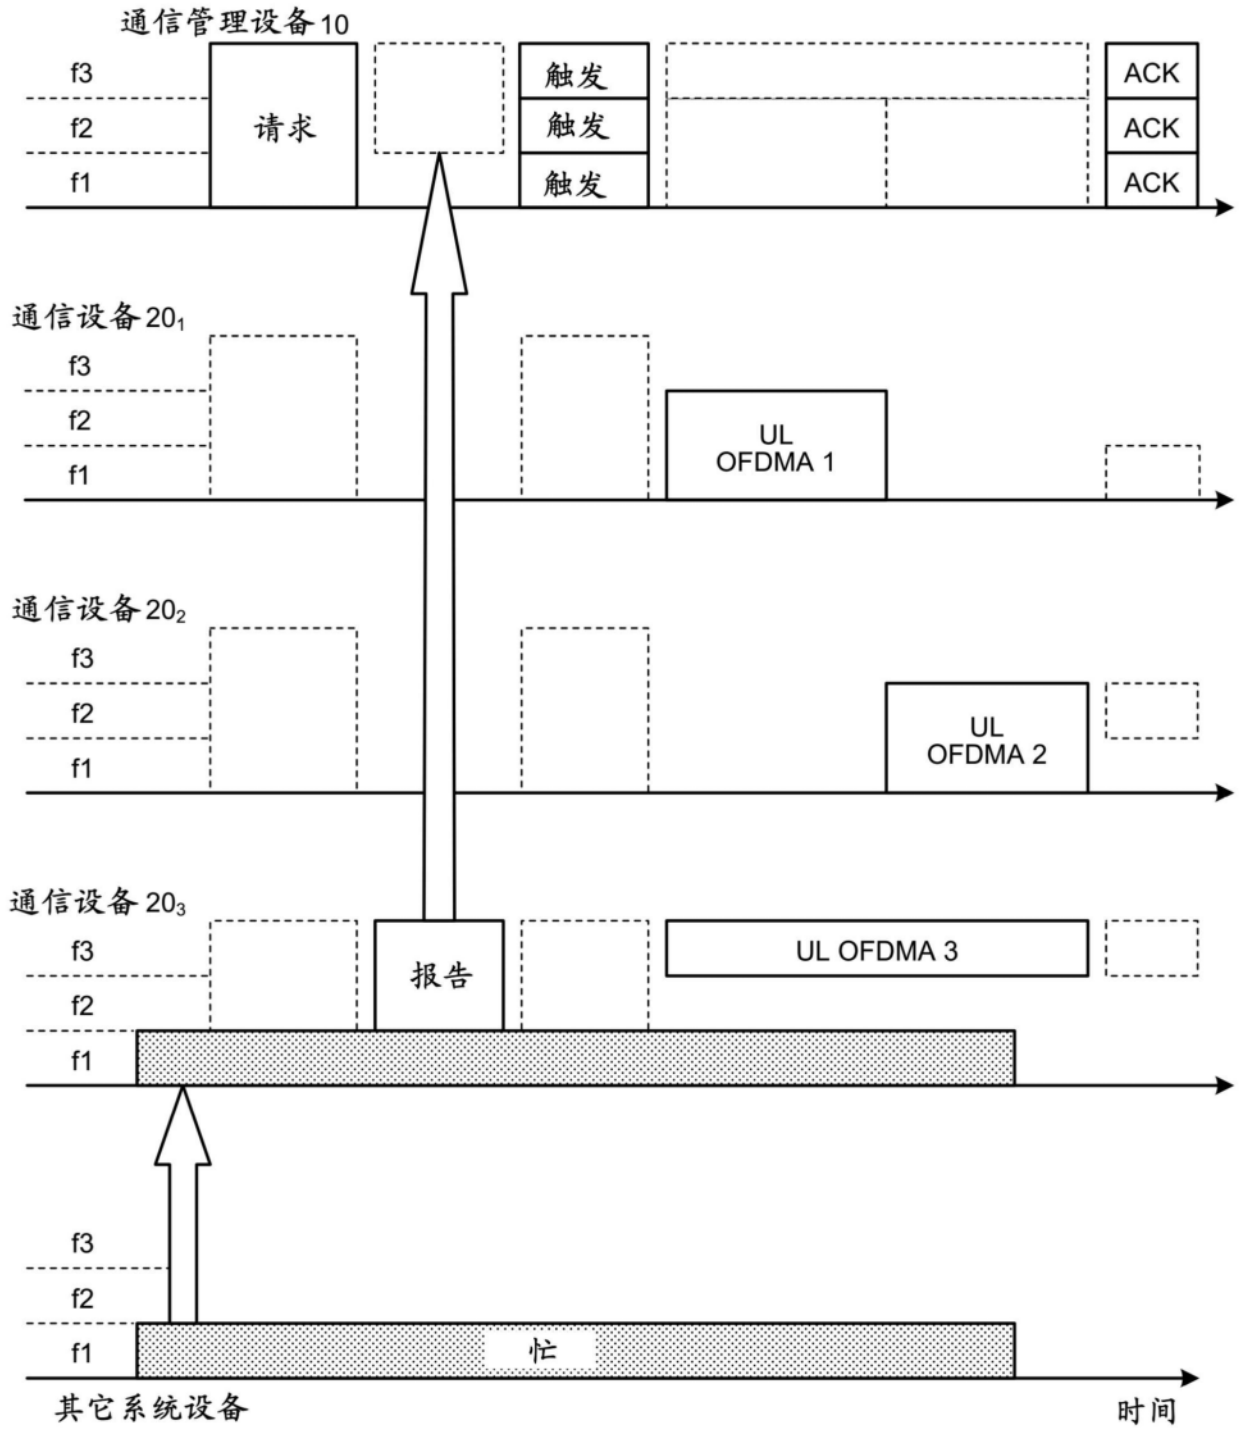 通信管理设备10
f3
f2
f1
请求
触发
触发
触发
ACK
ACK
ACK
通信设备20₁
f3
f2
f1
UL
OFDMA 1
通信设备20₂
f3
f2
f1
UL
OFDMA 2
通信设备20₃
f3
f2
f1
报告
UL OFDMA 3
f3
f2
f1
忙
其它系统设备
时间